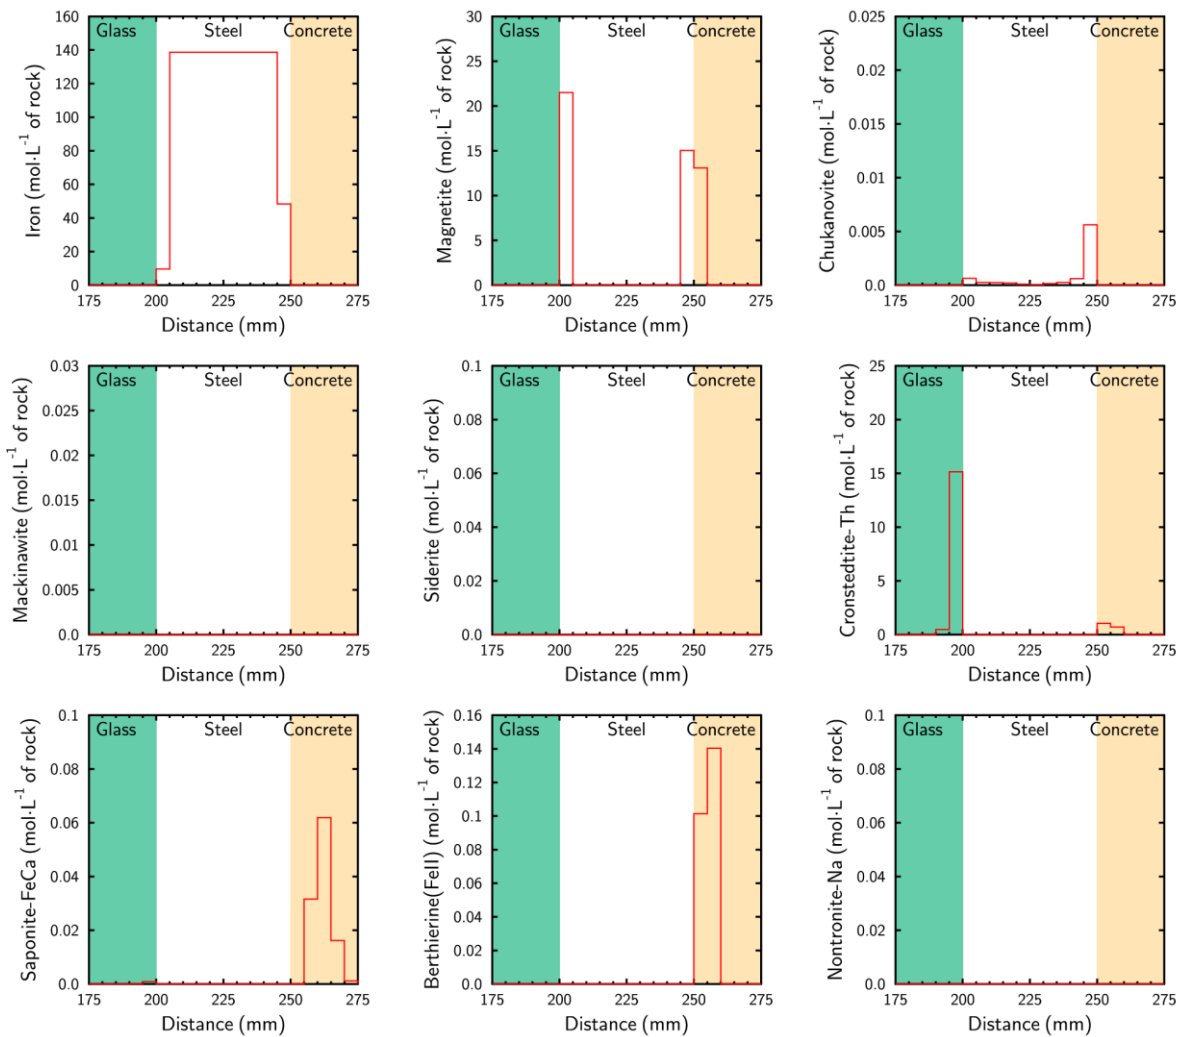 Iron (mol·L⁻¹ of rock)
160
140
120
100
80
60
40
20
0
Glass Steel Concrete
175 200 225 250 275
Distance (mm)
Magnetite (mol·L⁻¹ of rock)
30
25
20
15
10
5
0
Glass Steel Concrete
175 200 225 250 275
Distance (mm)
Chukanovite (mol·L⁻¹ of rock)
0.025
0.02
0.015
0.01
0.005
0.0
Glass Steel Concrete
175 200 225 250 275
Distance (mm)
Mackinawite (mol·L⁻¹ of rock)
0.03
0.025
0.02
0.015
0.01
0.005
0.0
Glass Steel Concrete
175 200 225 250 275
Distance (mm)
Siderite (mol·L⁻¹ of rock)
0.1
0.08
0.06
0.04
0.02
0.0
Glass Steel Concrete
175 200 225 250 275
Distance (mm)
Cronstedtite-Th (mol·L⁻¹ of rock)
25
20
15
10
5
0
Glass Steel Concrete
175 200 225 250 275
Distance (mm)
Saponite-FeCa (mol·L⁻¹ of rock)
0.1
0.08
0.06
0.04
0.02
0.0
Glass Steel Concrete
175 200 225 250 275
Distance (mm)
Berthierine(FeII) (mol·L⁻¹ of rock)
0.16
0.14
0.12
0.1
0.08
0.06
0.04
0.02
0.0
Glass Steel Concrete
175 200 225 250 275
Distance (mm)
Nontronite-Na (mol·L⁻¹ of rock)
0.1
0.08
0.06
0.04
0.02
0.0
Glass Steel Concrete
175 200 225 250 275
Distance (mm)